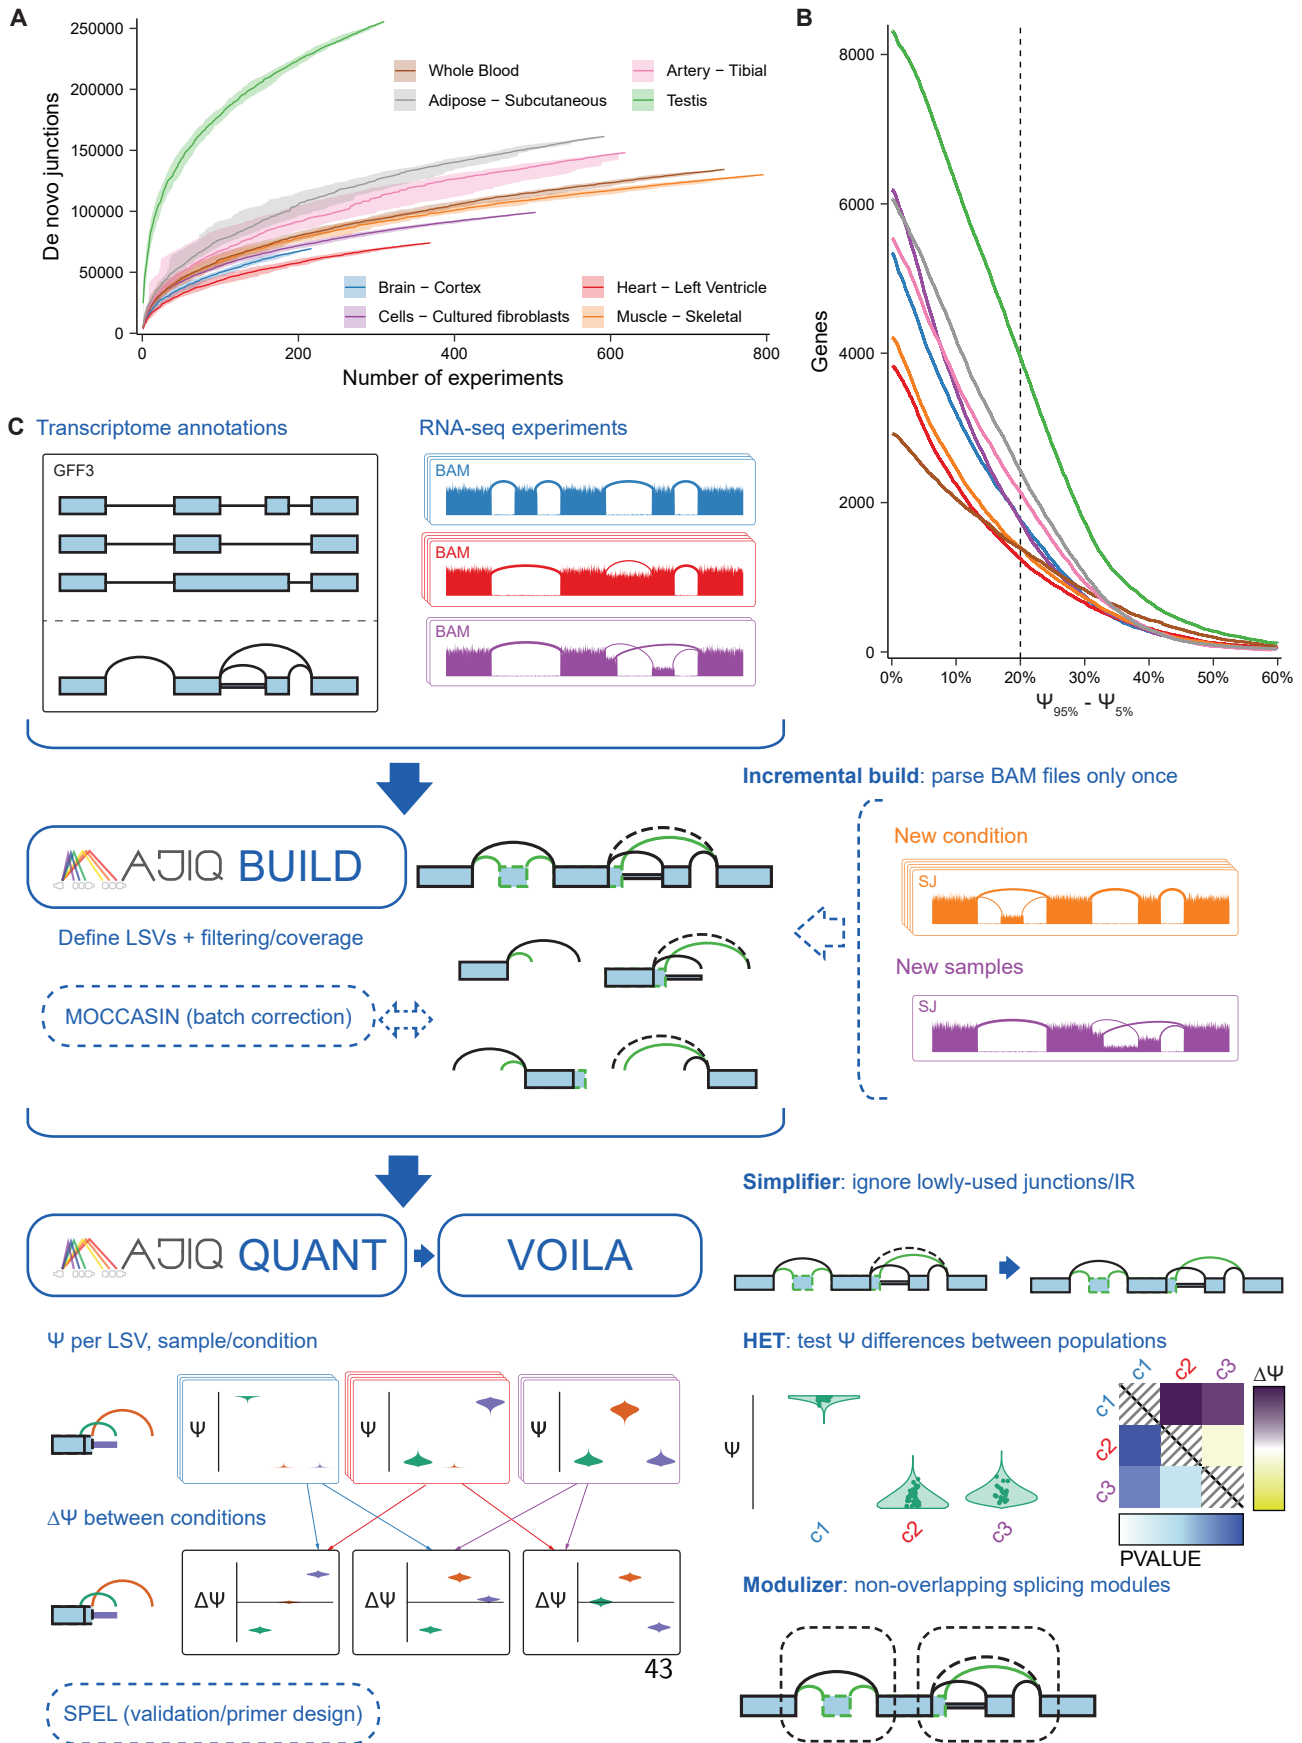 A
250000
200000
150000
100000
50000
0
De novo junctions
0
200
400
600
800
Number of experiments
Whole Blood
Adipose − Subcutaneous
Artery − Tibial
Testis
Brain − Cortex
Cells − Cultured fibroblasts
Heart − Left Ventricle
Muscle − Skeletal
B
8000
6000
4000
2000
0
Genes
0%
10%
20%
30%
40%
50%
60%
Ψ95% - Ψ5%
C
Transcriptome annotations
GFF3
RNA-seq experiments
BAM
BAM
BAM
AJIQ BUILD
Define LSVs + filtering/coverage
MOCCASIN (batch correction)
Incremental build: parse BAM files only once
New condition
SJ
New samples
SJ
AJIQ QUANT
VOILA
Simplifier: ignore lowly-used junctions/IR
Ψ per LSV, sample/condition
Ψ
Ψ
Ψ
ΔΨ between conditions
ΔΨ
ΔΨ
ΔΨ
43
SPEL (validation/primer design)
HET: test Ψ differences between populations
Ψ
c1
c2
c3
c1
c2
c3
c1
c2
c3
ΔΨ
PVALUE
Modulizer: non-overlapping splicing modules